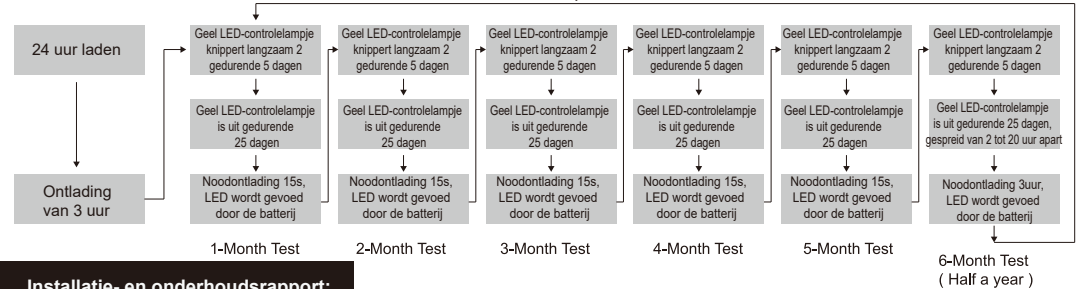 24 uur laden
Ontlading
van 3 uur
Geel LED-controlelampje
knippert langzaam 2
gedurende 5 dagen
Geel LED-controlelampje
is uit gedurende
25 dagen
Noodontlading 15s,
LED wordt gevoed
door de batterij
1-Month Test
Geel LED-controlelampje
knippert langzaam 2
gedurende 5 dagen
Geel LED-controlelampje
is uit gedurende
25 dagen
Noodontlading 15s,
LED wordt gevoed
door de batterij
2-Month Test
Geel LED-controlelampje
knippert langzaam 2
gedurende 5 dagen
Geel LED-controlelampje
is uit gedurende
25 dagen
Noodontlading 15s,
LED wordt gevoed
door de batterij
3-Month Test
Geel LED-controlelampje
knippert langzaam 2
gedurende 5 dagen
Geel LED-controlelampje
is uit gedurende
25 dagen
Noodontlading 15s,
LED wordt gevoed
door de batterij
4-Month Test
Geel LED-controlelampje
knippert langzaam 2
gedurende 5 dagen
Geel LED-controlelampje
is uit gedurende
25 dagen
Noodontlading 15s,
LED wordt gevoed
door de batterij
5-Month Test
Geel LED-controlelampje
knippert langzaam 2
gedurende 5 dagen
Geel LED-controlelampje
is uit gedurende 25 dagen,
gespreid van 2 tot 20 uur apart
Noodontlading 3uur,
LED wordt gevoed
door de batterij
6-Month Test
( Half a year )
Installatie- en onderhoudsrapport: